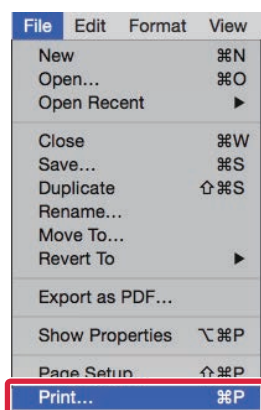 File Edit Format View
New ⌘N
Open... ⌘O
Open Recent ▶
Close ⌘W
Save... ⌘S
Duplicate ⇧⌘S
Rename...
Move To...
Revert To ▶
Export as PDF...
Show Properties ⌥⌘P
Page Setup... ⇧⌘P
Print... ⌘P